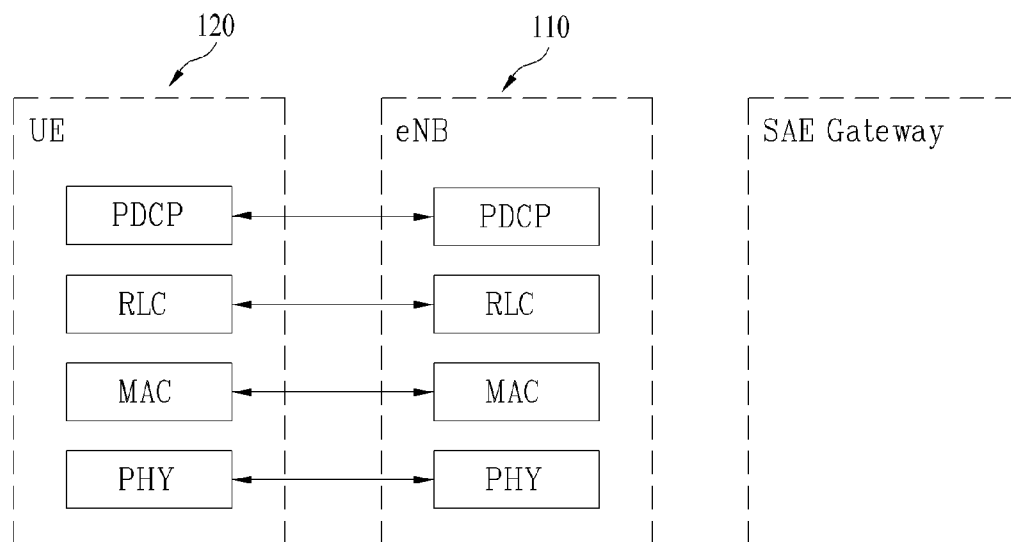 120
110
UE
eNB
SAE Gateway
PDCP
PDCP
RLC
RLC
MAC
MAC
PHY
PHY